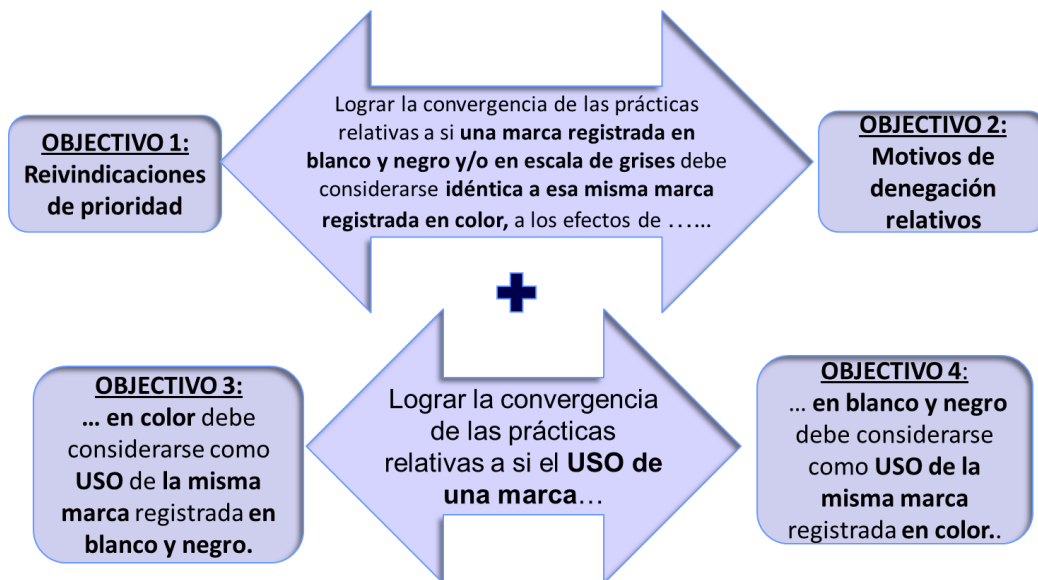 Lograr la convergencia de las prácticas
relativas a si una marca registrada en
blanco y negro y/o en escala de grises debe
considerarse idéntica a esa misma marca
registrada en color, a los efectos de …...
OBJECTIVO 1:
Reivindicaciones
de prioridad
OBJECTIVO 2:
Motivos de
denegación
relativos
+
OBJECTIVO 3:
... en color debe
considerarse como
USO de la misma
marca registrada en
blanco y negro.
Lograr la convergencia
de las prácticas
relativas a si el USO de
una marca…
OBJECTIVO 4:
... en blanco y negro
debe considerarse
como USO de la
misma marca
registrada en color..